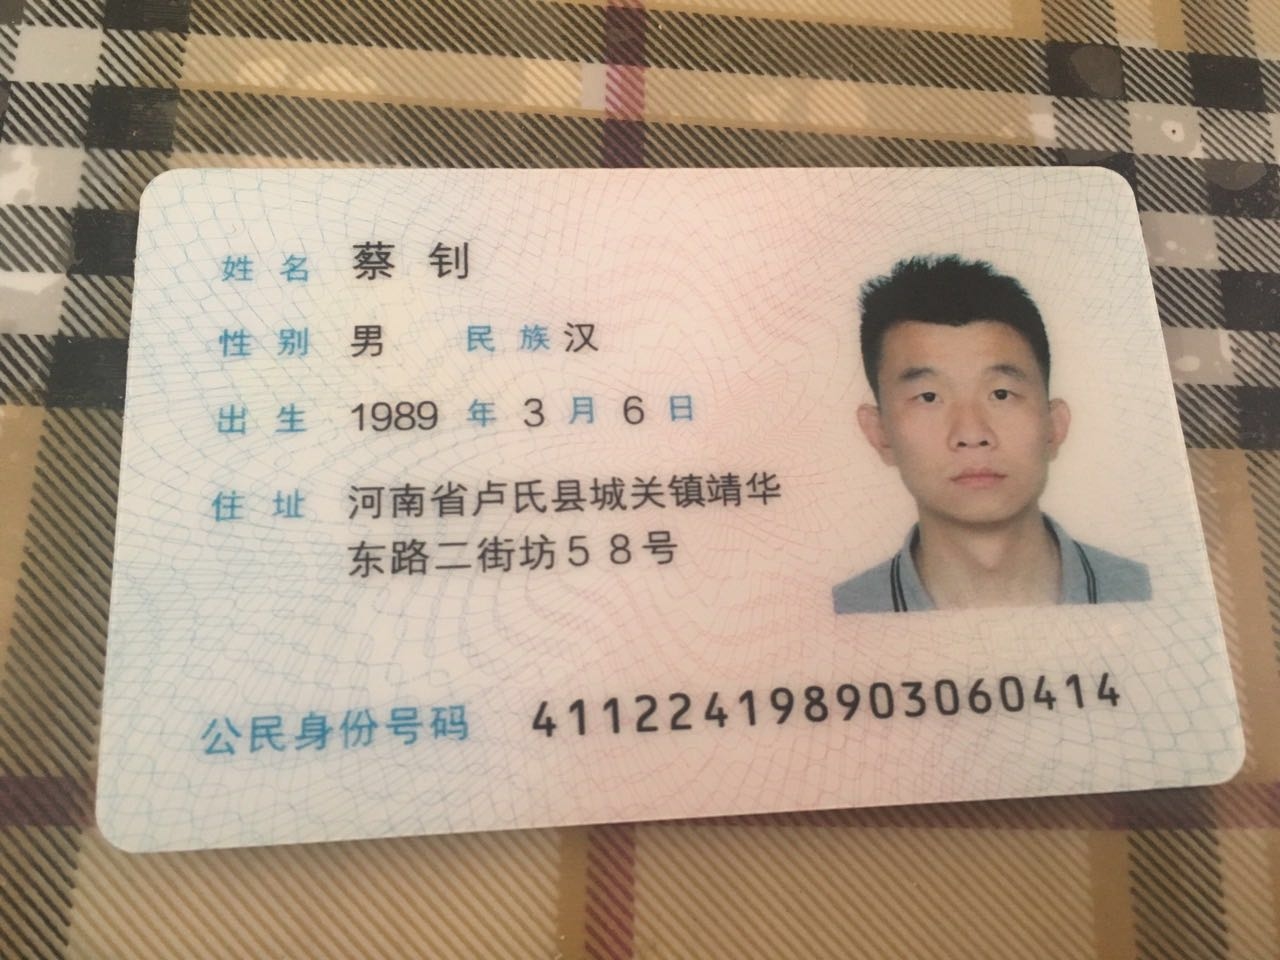 姓名 蔡钊
性别 男 民族 汉
出生 1989 年 3 月 6 日
住址 河南省卢氏县城关镇靖华
东路二街坊58号
公民身份号码 411224198903060414